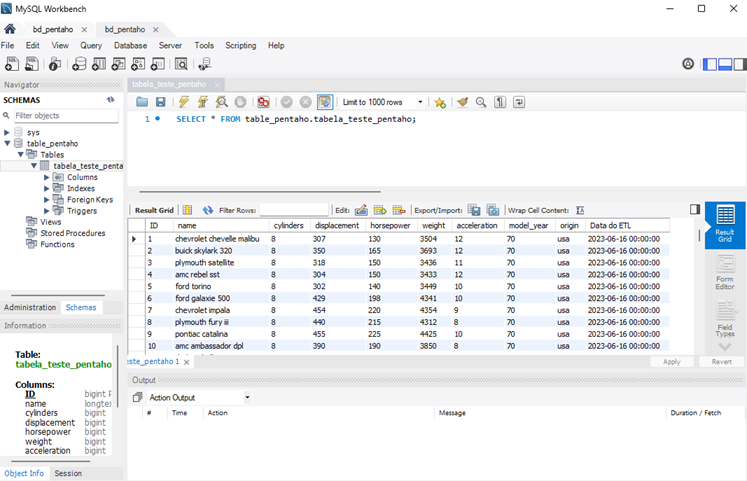 MySQL Workbench
bd_pentaho bd_pentaho
File Edit View Query Database Server Tools Scripting Help
Navigator
tabela_teste_pentaho
SCHEMAS
Filter objects
Limit to 1000 rows
sys
table_pentaho
Tables
tabela_teste_penta
Columns
Indexes
Foreign Keys
Triggers
Views
Stored Procedures
Functions
1 SELECT * FROM table_pentaho.tabela_teste_pentaho;
Result Grid Filter Rows: Edit: Export/Import: Wrap Cell Content:
ID name cylinders displacement horsepower weight acceleration model_year origin Data do ETL
1 chevrolet chevelle malibu 8 307 130 3504 12 70 usa 2023-06-16 00:00:00
2 buick skylark 320 8 350 165 3693 12 70 usa 2023-06-16 00:00:00
3 plymouth satellite 8 318 150 3436 11 70 usa 2023-06-16 00:00:00
4 amc rebel sst 8 304 150 3433 12 70 usa 2023-06-16 00:00:00
5 ford torino 8 302 140 3449 10 70 usa 2023-06-16 00:00:00
6 ford galaxie 500 8 429 198 4341 10 70 usa 2023-06-16 00:00:00
7 chevrolet impala 8 454 220 4354 9 70 usa 2023-06-16 00:00:00
8 plymouth fury iii 8 440 215 4312 8 70 usa 2023-06-16 00:00:00
9 pontiac catalina 8 455 225 4425 10 70 usa 2023-06-16 00:00:00
10 amc ambassador dpl 8 390 190 3850 8 70 usa 2023-06-16 00:00:00
Result Grid
Form Editor
Field Types
Administration Schemas
Information
Table:
tabela_teste_pentaho
Columns:
ID bigint
name longtex
cylinders bigint
displacement bigint
horsepower bigint
weight bigint
acceleration bigint
Object Info Session
teste_pentaho 1
Apply Revert
Output
Action Output
# Time Action Message Duration / Fetch